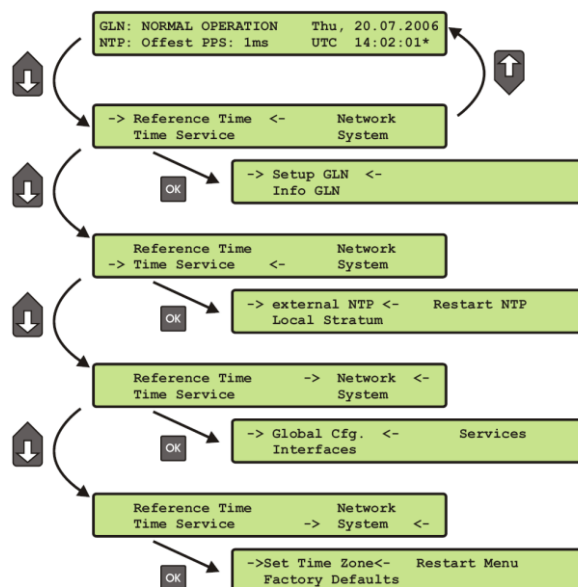 GLN: NORMAL OPERATION Thu, 20.07.2006
NTP: Offest PPS: 1ms UTC 14:02:01*
-> Reference Time <- Network
Time Service System
OK
-> Setup GLN <-
Info GLN
Reference Time Network
-> Time Service <- System
OK
-> external NTP <- Restart NTP
Local Stratum
Reference Time -> Network <-
Time Service System
OK
-> Global Cfg. <- Services
Interfaces
Reference Time Network
Time Service -> System <-
OK
->Set Time Zone<- Restart Menu
Factory Defaults